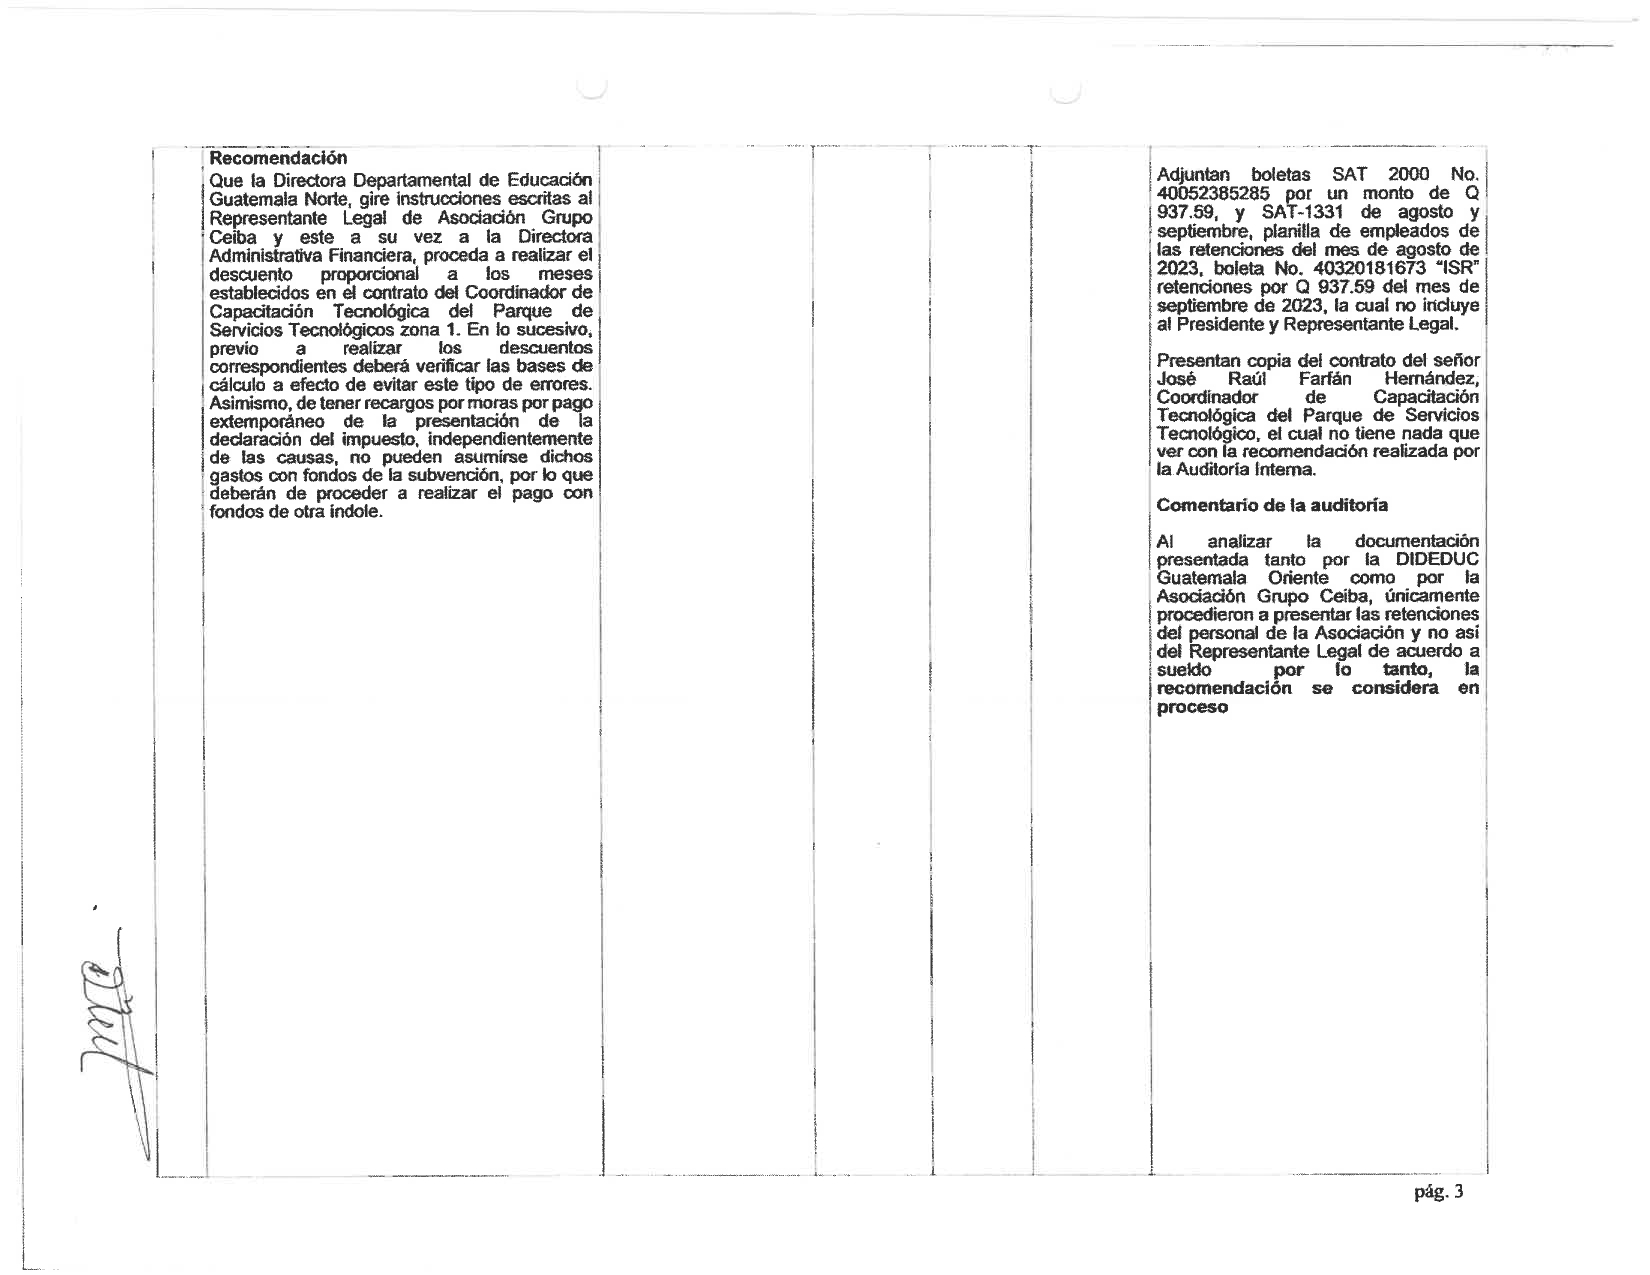 Recomendación
Que la Directora Departamental de Educación
Guatemala Norte, gire instrucciones escritas al
Representante Legal de Asociación Grupo
Ceiba y este a su vez a la Directora
Administrativa Financiera, proceda a realizar el
descuento proporcional a los meses
establecidos en el contrato del Coordinador de
Capacitación Tecnológica del Parque de
Servicios Tecnológicos zona 1. En lo sucesivo,
previo a realizar los descuentos
correspondientes deberá verificar las bases de
cálculo a efecto de evitar este tipo de errores.
Asimismo, de tener recargos por moras por pago
extemporáneo de la presentación de la
declaración del impuesto, independientemente
de las causas, no pueden asumirse dichos
gastos con fondos de la subvención, por lo que
deberán de proceder a realizar el pago con
fondos de otra índole.
Adjuntan boletas SAT 2000 No.
40052385285 por un monto de Q
937.59, y SAT-1331 de agosto y
septiembre, planilla de empleados de
las retenciones del mes de agosto de
2023, boleta No. 40320181673 "ISR"
retenciones por Q 937.59 del mes de
septiembre de 2023, la cual no incluye
al Presidente y Representante Legal.
Presentan copia del contrato del señor
José Raúl Farfán Hernández,
Coordinador de Capacitación
Tecnológica del Parque de Servicios
Tecnológico, el cual no tiene nada que
ver con la recomendación realizada por
la Auditoría Interna.
Comentario de la auditoría
Al analizar la documentación
presentada tanto por la DIDEDUC
Guatemala Oriente como por la
Asociación Grupo Ceiba, únicamente
procedieron a presentar las retenciones
del personal de la Asociación y no así
del Representante Legal de acuerdo a
sueldo por lo tanto, la
recomendación se considera en
proceso
pág. 3